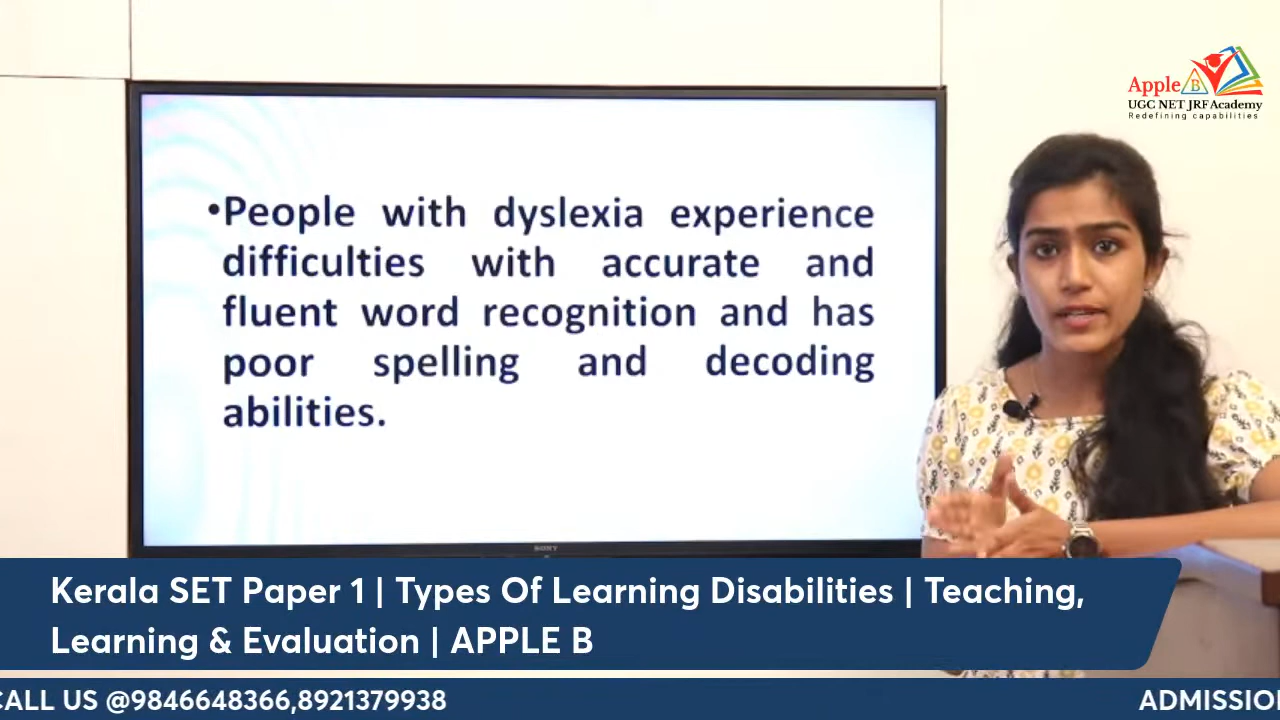 Apple B
UGC NET JRF Academy
Redefining capabilities
•People with dyslexia experience
difficulties with accurate and
fluent word recognition and has
poor spelling and decoding
abilities.
SONY
Kerala SET Paper 1 | Types Of Learning Disabilities | Teaching,
Learning & Evaluation | APPLE B
CALL US @9846648366,8921379938
ADMISSION